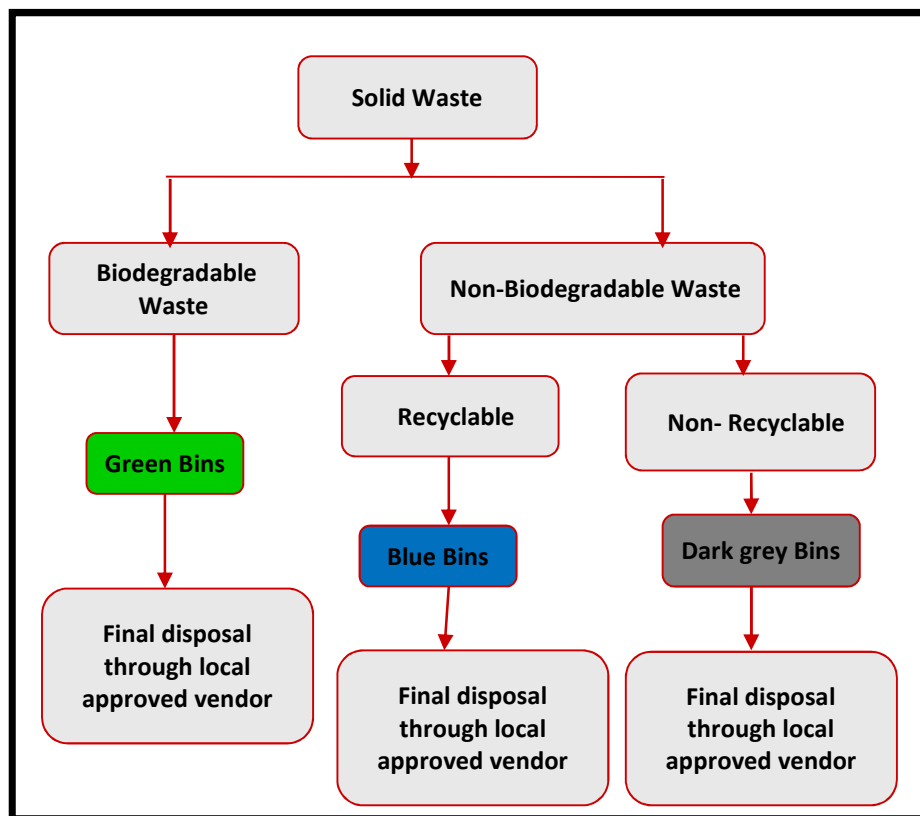 Solid Waste
Biodegradable
Waste
Non-Biodegradable Waste
Recyclable
Non- Recyclable
Green Bins
Blue Bins
Dark grey Bins
Final disposal
through local
approved vendor
Final disposal
through local
approved vendor
Final disposal
through local
approved vendor